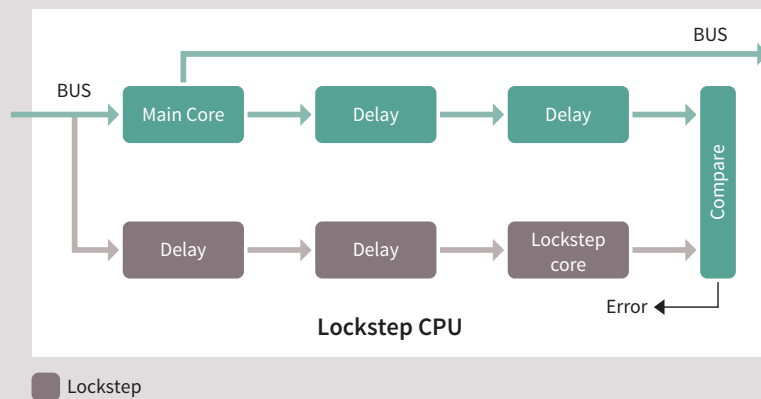 BUS
BUS
Main Core
Delay
Delay
Compare
Delay
Delay
Lockstep
core
Error
Lockstep CPU
Lockstep